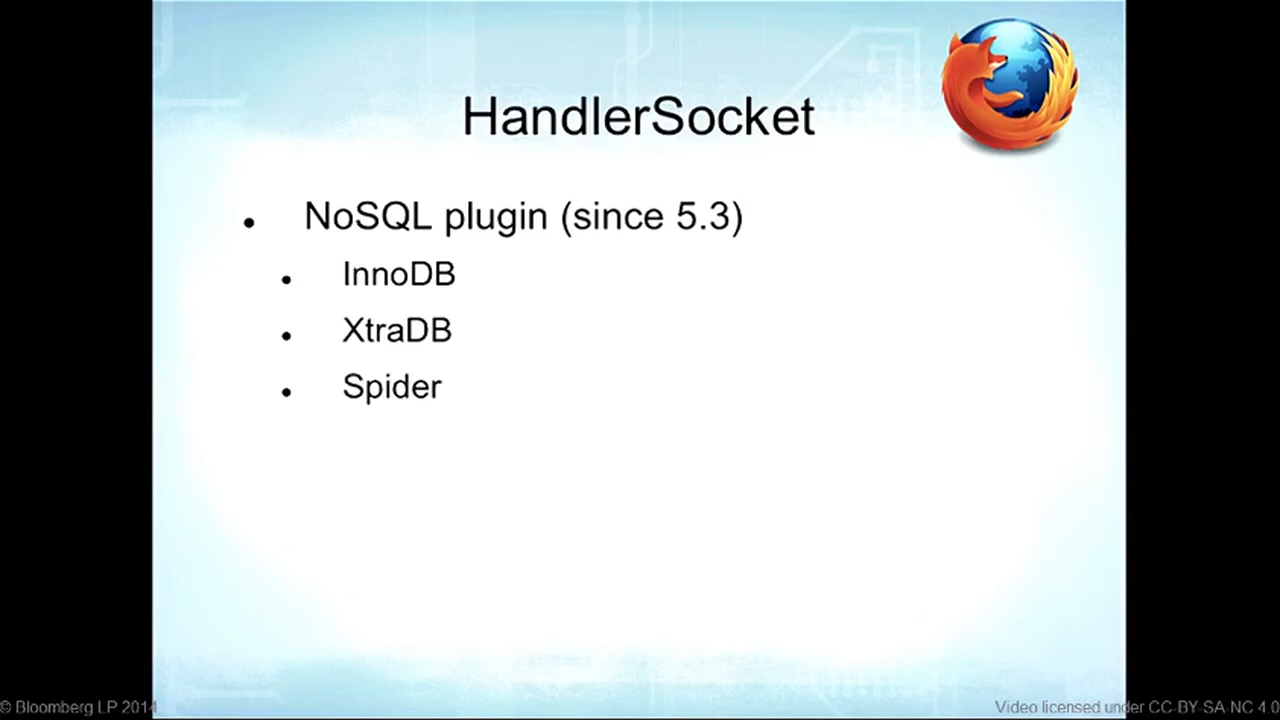 HandlerSocket
• NoSQL plugin (since 5.3)
• InnoDB
• XtraDB
• Spider
© Bloomberg LP 2014
Video licensed under CC-BY-SA-NC 4.0